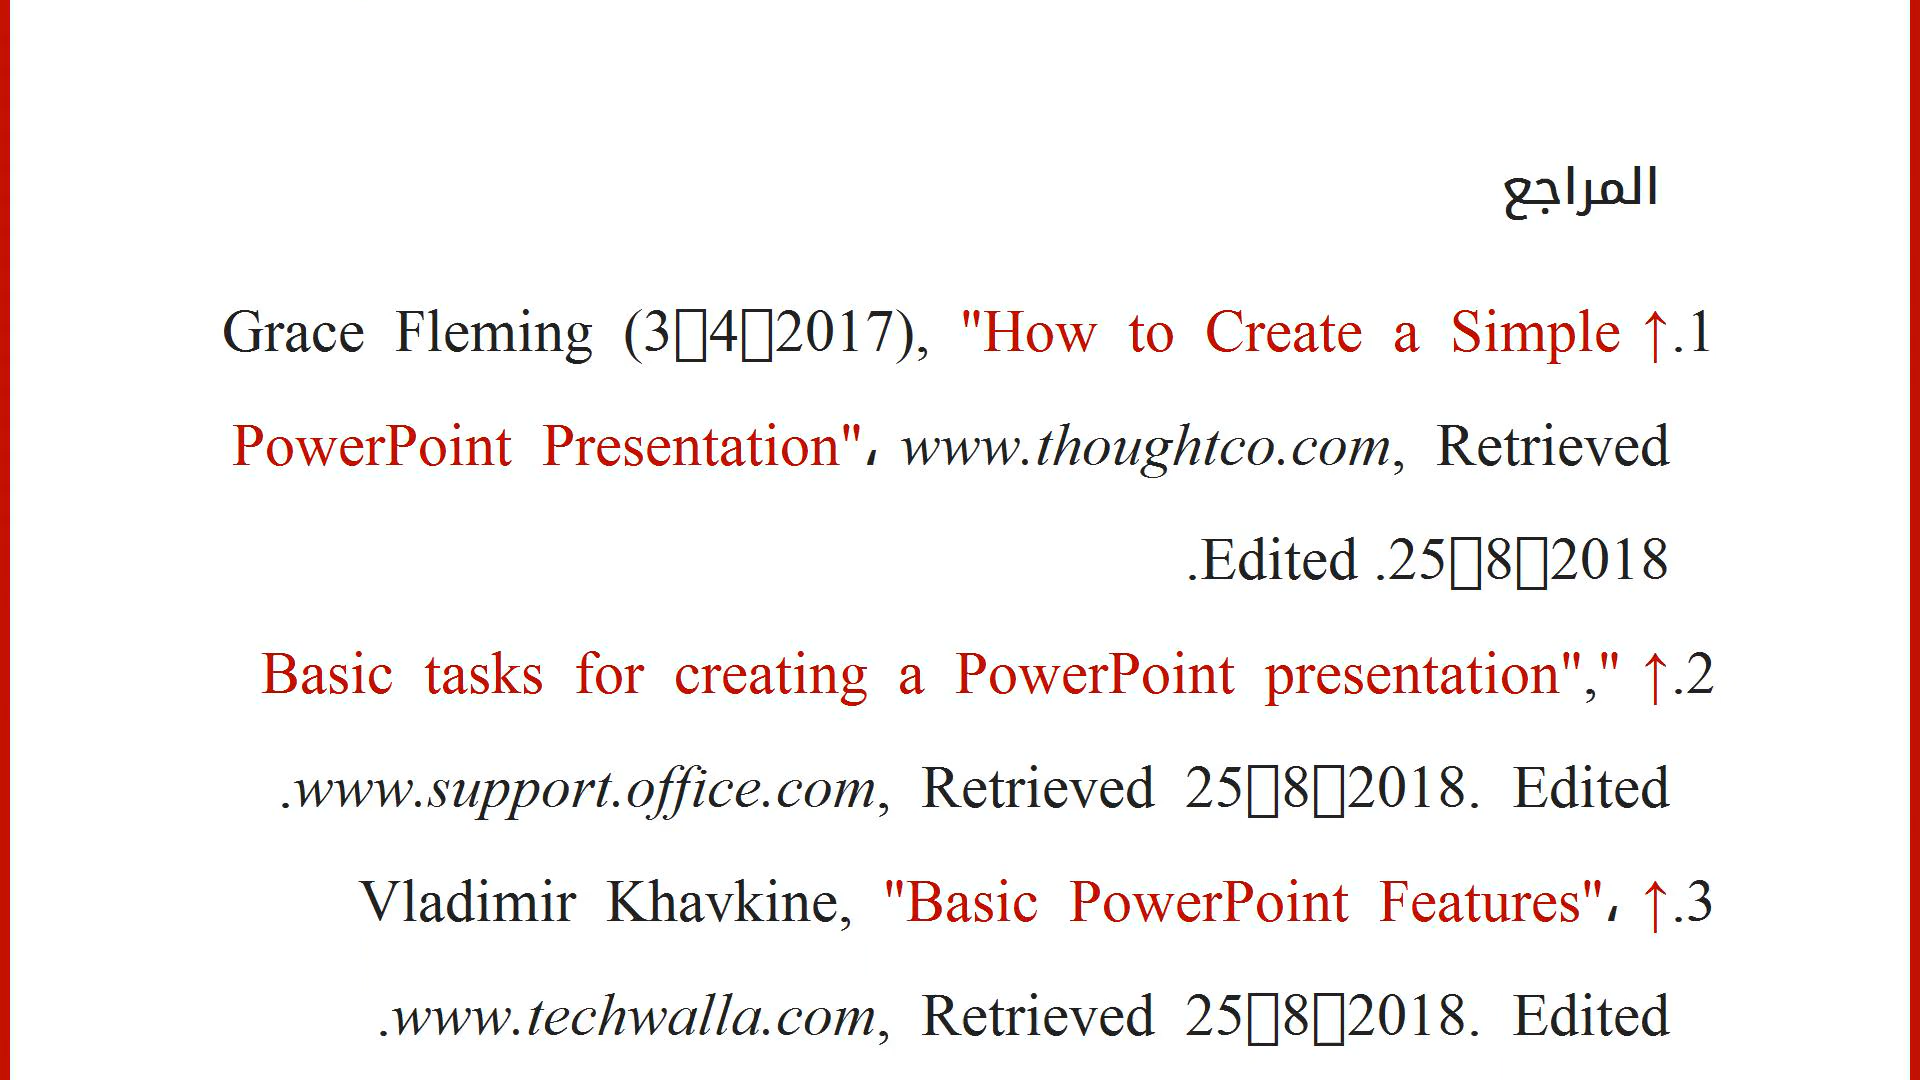 المراجع
1.↑ Grace Fleming (3▯4▯2017), "How to Create a Simple
PowerPoint Presentation"، www.thoughtco.com, Retrieved
25▯8▯2018. Edited.
2.↑ "Basic tasks for creating a PowerPoint presentation",
www.support.office.com, Retrieved 25▯8▯2018. Edited.
3.↑ Vladimir Khavkine, "Basic PowerPoint Features"،
www.techwalla.com, Retrieved 25▯8▯2018. Edited.